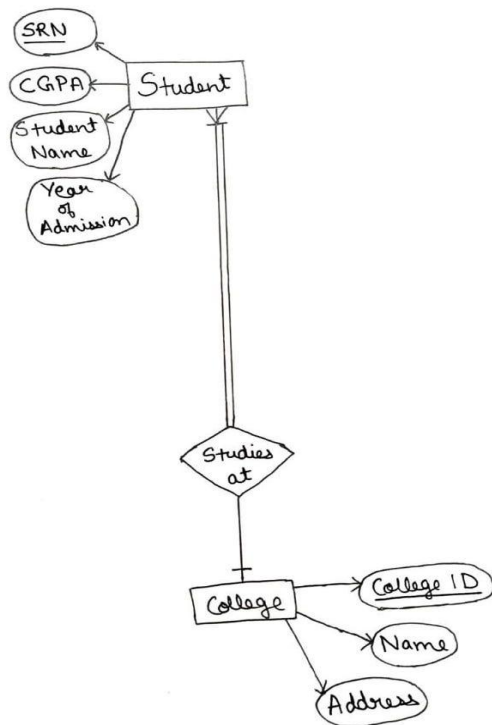 SRN
CGPA
Student
Student
Name
Year
of
Admission
Studies
at
College
College ID
Name
Address